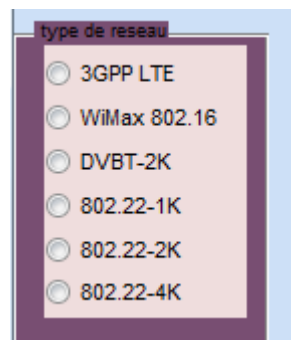 type de reseau
3GPP LTE
WiMax 802.16
DVBT-2K
802.22-1K
802.22-2K
802.22-4K